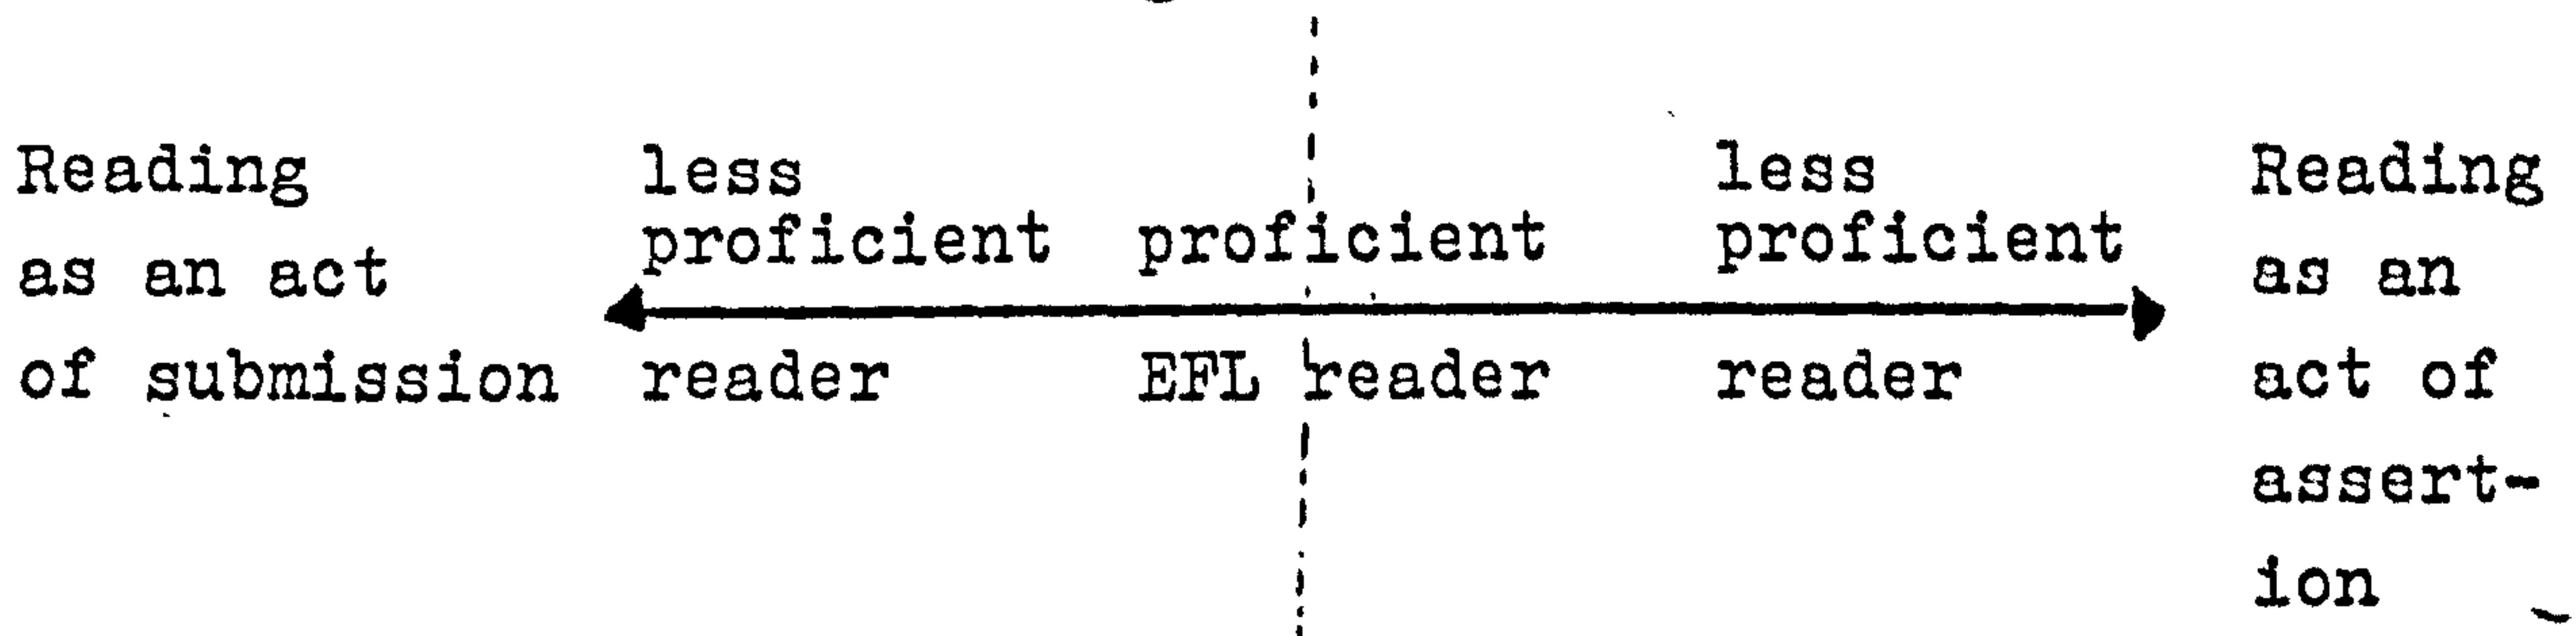 Reading
as an act
of submission
less
proficient
reader
proficient
EFL reader
less
proficient
reader
Reading
as an
act of
assert-
ion